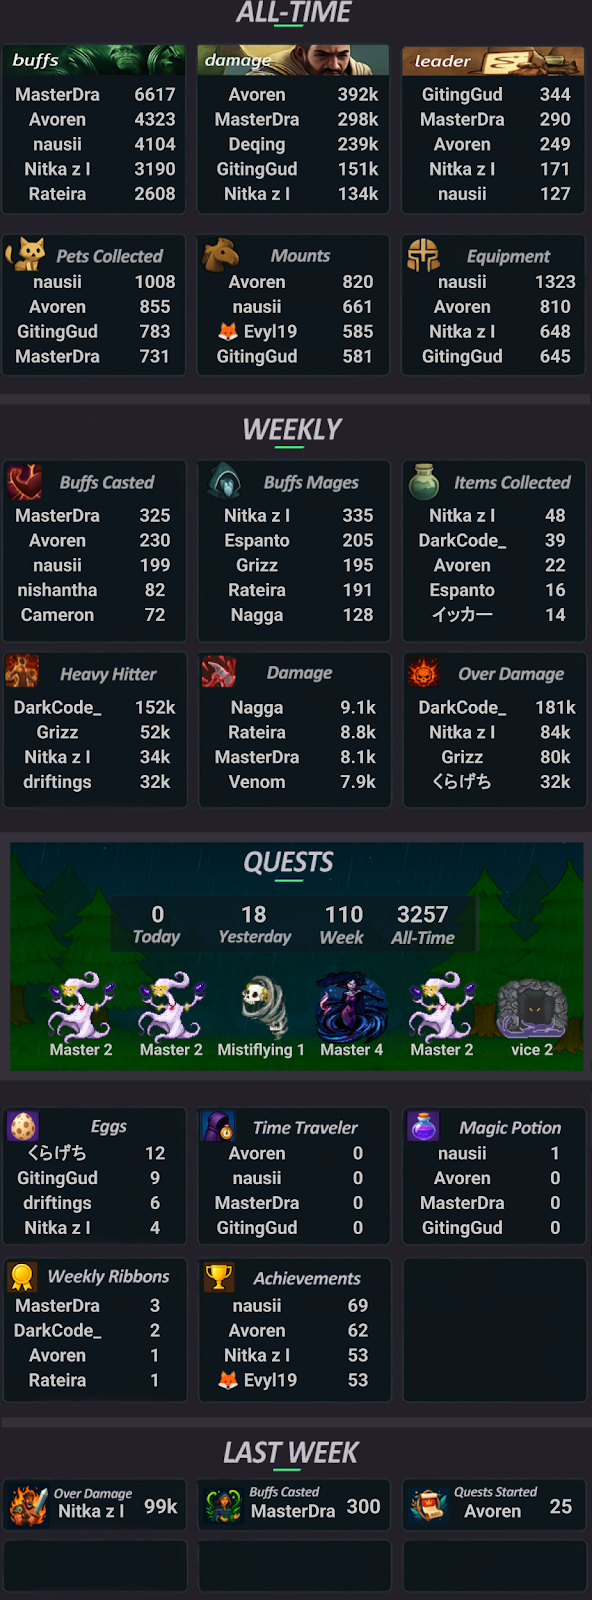 ALL-TIME
buffs damage leader
MasterDra 6617 Avoren 392k GitingGud 344
Avoren 4323 MasterDra 298k MasterDra 290
nausii 4104 Deqing 239k Avoren 249
Nitka z l 3190 GitingGud 151k Nitka z l 171
Rateira 2608 Nitka z l 134k nausii 127
Pets Collected Mounts Equipment
nausii 1008 Avoren 820 nausii 1323
Avoren 855 nausii 661 Avoren 810
GitingGud 783 🦊 Evyl19 585 Nitka z l 648
MasterDra 731 GitingGud 581 GitingGud 645
WEEKLY
Buffs Casted Buffs Mages Items Collected
MasterDra 325 Nitka z l 335 Nitka z l 48
Avoren 230 Espanto 205 DarkCode_ 39
nausii 199 Grizz 195 Avoren 22
nishantha 82 Rateira 191 Espanto 16
Cameron 72 Nagga 128 イッカー 14
Heavy Hitter Damage Over Damage
DarkCode_ 152k Nagga 9.1k DarkCode_ 181k
Grizz 52k Rateira 8.8k Nitka z l 84k
Nitka z l 34k MasterDra 8.1k Grizz 80k
driftings 32k Venom 7.9k くらげち 32k
QUESTS
0 18 110 3257
Today Yesterday Week All-Time
Master 2 Master 2 Mistiflying 1 Master 4 Master 2 vice 2
Eggs Time Traveler Magic Potion
くらげち 12 Avoren 0 nausii 1
GitingGud 9 nausii 0 Avoren 0
driftings 6 MasterDra 0 MasterDra 0
Nitka z l 4 GitingGud 0 GitingGud 0
Weekly Ribbons Achievements
MasterDra 3 nausii 69
DarkCode_ 2 Avoren 62
Avoren 1 Nitka z l 53
Rateira 1 🦊 Evyl19 53
LAST WEEK
Over Damage Buffs Casted Quests Started
Nitka z l 99k MasterDra 300 Avoren 25